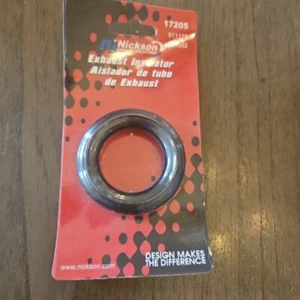 17205
Nickson
Exhaust Insulator
Aislador de tubo
de Exhaust
DESIGN MAKES
THE DIFFERENCE
www.nickson.com